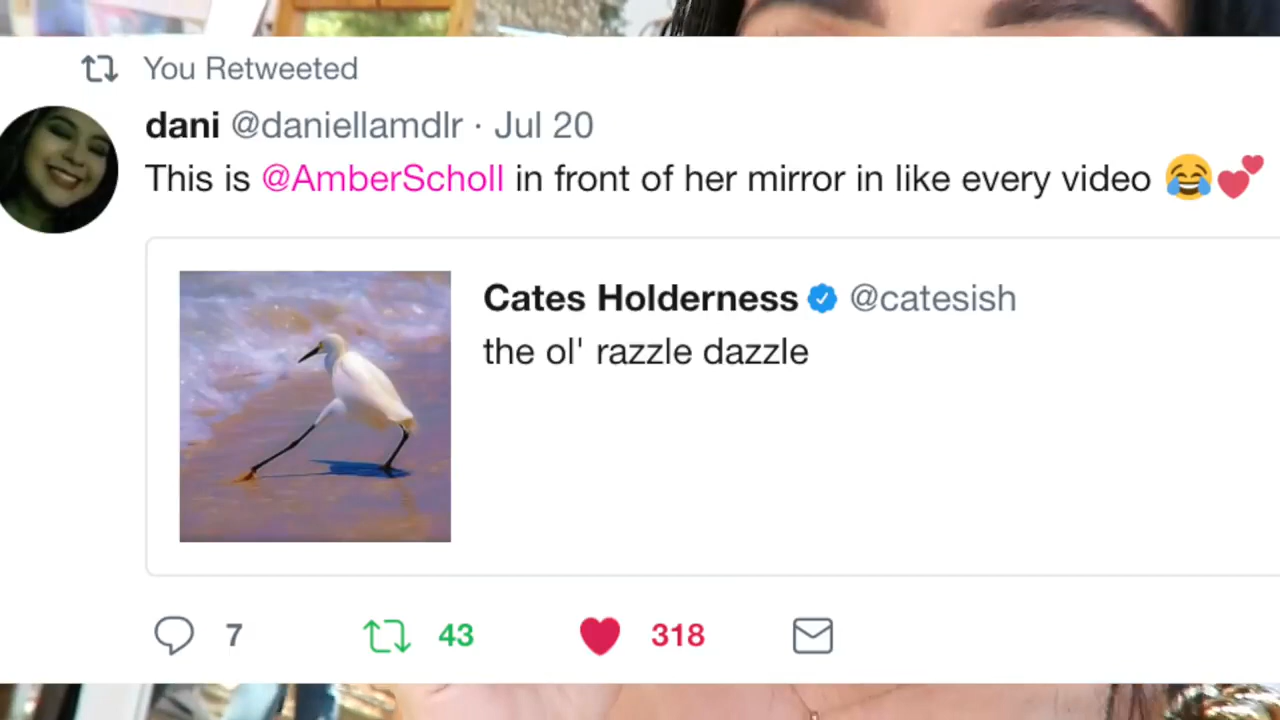 You Retweeted
dani @daniellamdlr · Jul 20
This is @AmberScholl in front of her mirror in like every video 😂💕
Cates Holderness @catesish
the ol' razzle dazzle
7 43 318